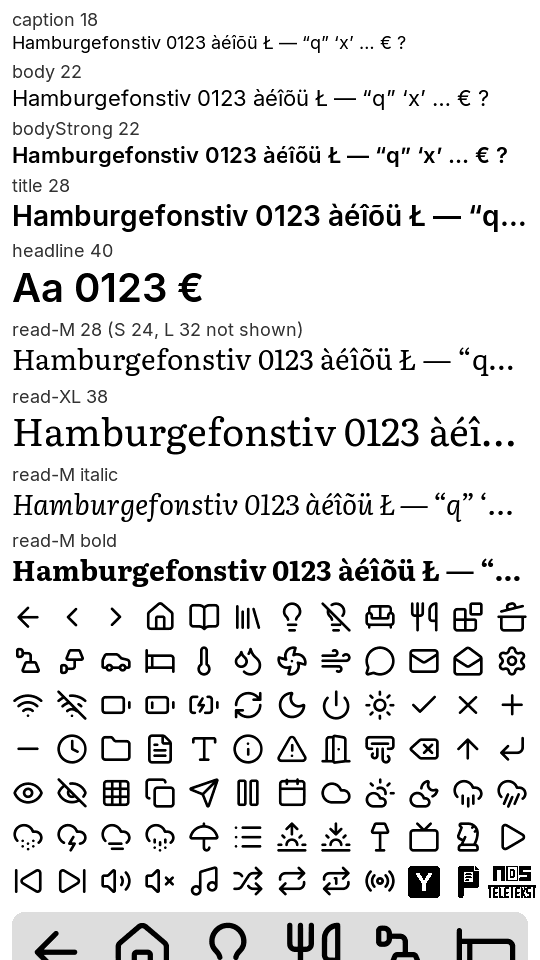 caption 18
Hamburgefonstiv 0123 àéîõü Ł — “q” ‘x’ … € ?
body 22
Hamburgefonstiv 0123 àéîõü Ł — “q” ‘x’ … € ?
bodyStrong 22
Hamburgefonstiv 0123 àéîõü Ł — “q” ‘x’ … € ?
title 28
Hamburgefonstiv 0123 àéîõü Ł — “q…
headline 40
Aa 0123 €
read-M 28 (S 24, L 32 not shown)
Hamburgefonstiv 0123 àéîõü Ł — “q…
read-XL 38
Hamburgefonstiv 0123 àéî…
read-M italic
Hamburgefonstiv 0123 àéîõü Ł — “q” ‘…
read-M bold
Hamburgefonstiv 0123 àéîõü Ł — “…
Y P NOS
TELETEKST